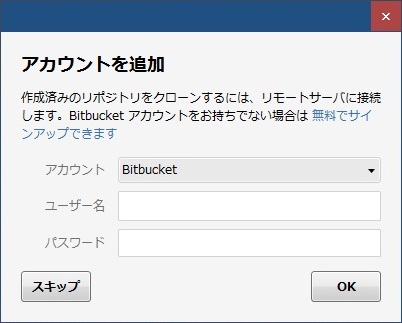 アカウントを追加
作成済みのリポジトリをクローンするには、リモートサーバに接続
します。Bitbucket アカウントをお持ちでない場合は 無料でサイ
ンアップできます
アカウント Bitbucket
ユーザー名
パスワード
スキップ OK